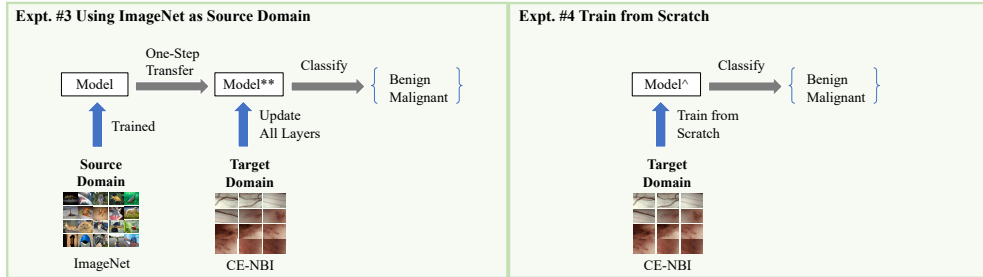 Expt. #3 Using ImageNet as Source Domain
One-Step
Transfer
Classify
Model
Model**
Benign
Malignant
Trained
Update
All Layers
Source
Domain
Target
Domain
ImageNet
CE-NBI
Expt. #4 Train from Scratch
Classify
Model^
Benign
Malignant
Train from
Scratch
Target
Domain
CE-NBI